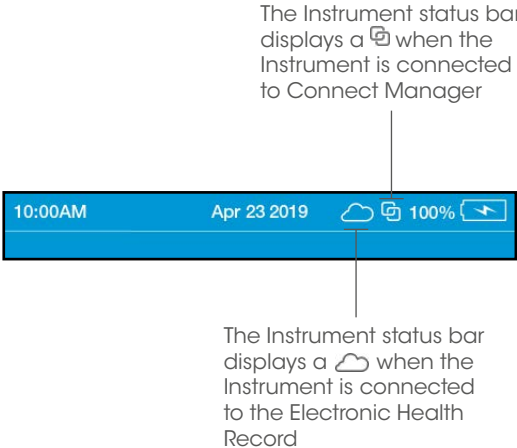 The Instrument status bar
displays a when the
Instrument is connected
to Connect Manager
10:00AM Apr 23 2019 100%
The Instrument status bar
displays a when the
Instrument is connected
to the Electronic Health
Record